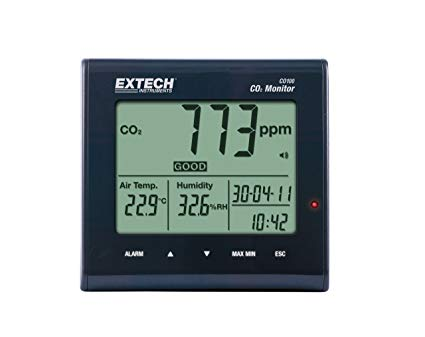 EXTECH CO100
INSTRUMENTS CO₂ Monitor
CO₂ 773 ppm
GOOD
Air Temp. Humidity 30-04-11
22.9°C 32.6%RH 10:42
ALARM ▲ ▼ MAX MIN ESC